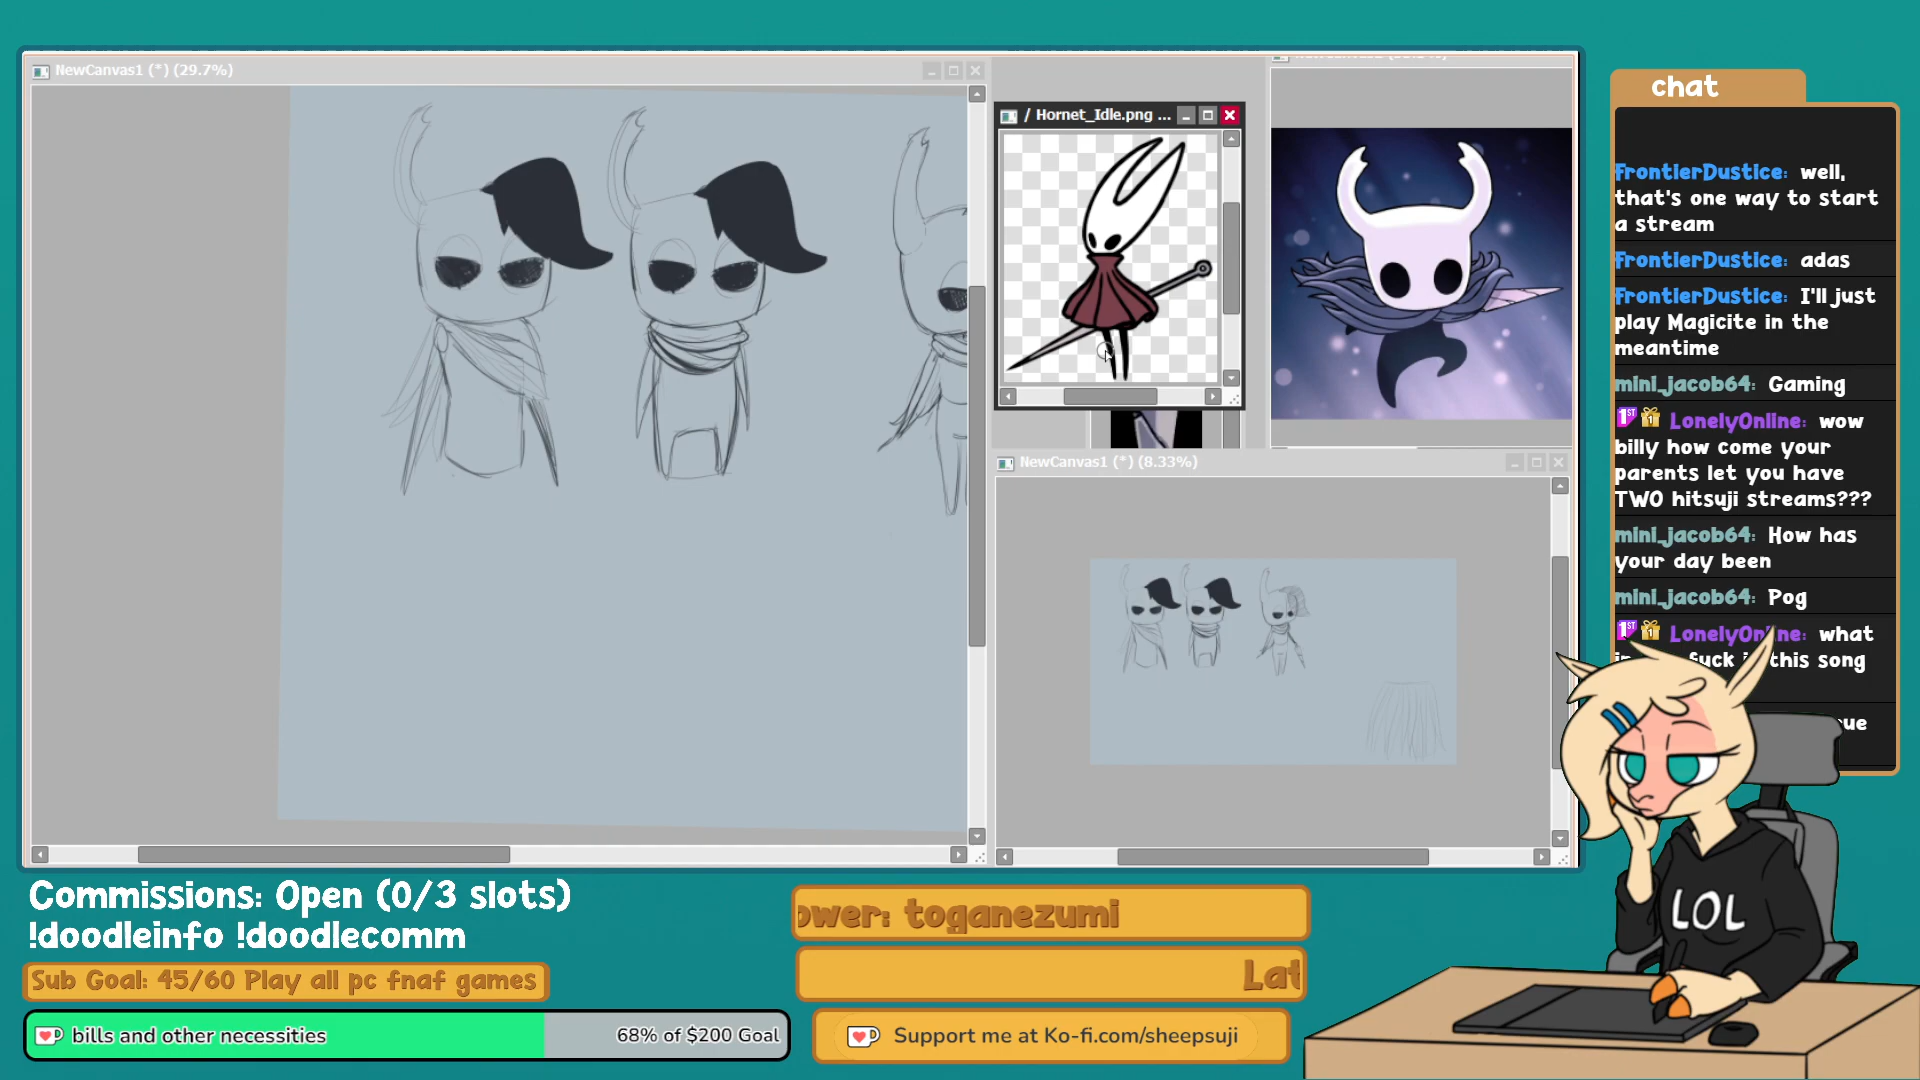 NewCanvas1 (*) (29.7%)
/ Hornet_Idle.png ...
NewCanvas1 (*) (8.33%)
chat
FrontierDustice: well,
that's one way to start
a stream
FrontierDustice: adas
FrontierDustice: I'll just
play Magicite in the
meantime
mini_jacob64: Gaming
LonelyOnline: wow
billy how come your
parents let you have
TWO hitsuji streams???
mini_jacob64: How has
your day been
mini_jacob64: Pog
LonelyOnline: what
fuck this song
LOL
Commissions: Open (0/3 slots)
!doodleinfo !doodlecomm
Sub Goal: 45/60 Play all pc fnaf games
bills and other necessities
68% of $200 Goal
ower: toganezumi
Lat
Support me at Ko-fi.com/sheepsuji